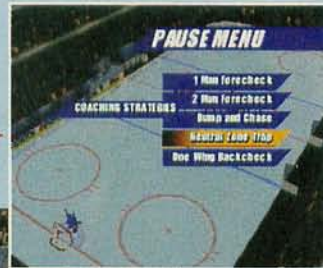 PAUSE MENU
1 Man Forecheck
2 Man Forecheck
COACHING STRATEGIES
Dump and Chase
Neutral Zone Trap
One Wing Backcheck